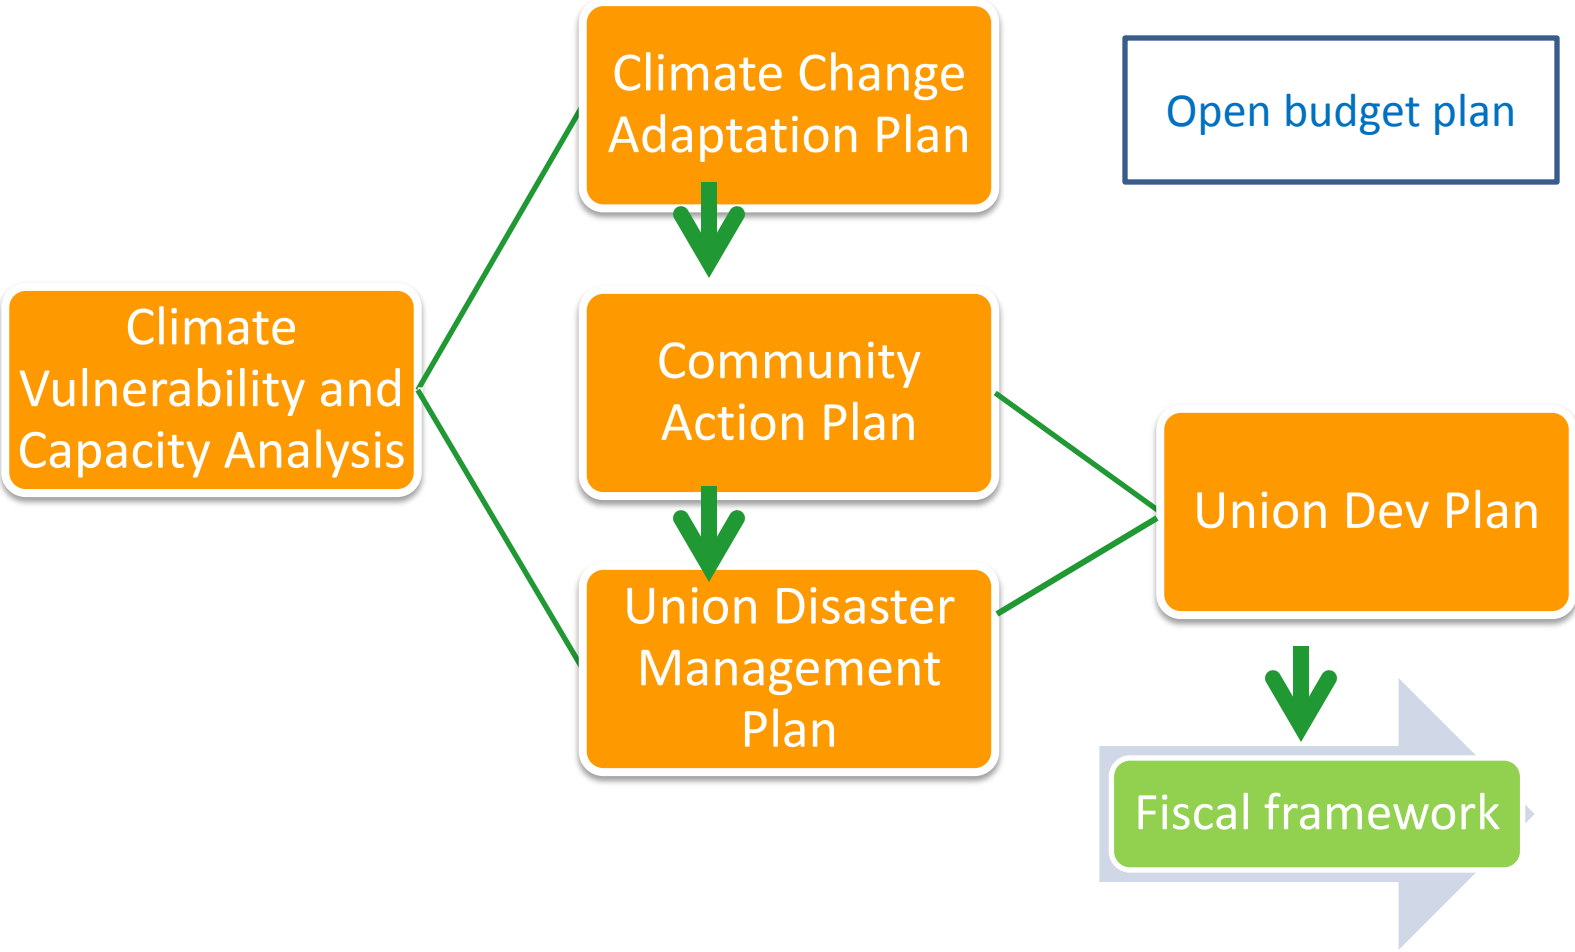 Climate Change
Adaptation Plan
Open budget plan
Climate
Vulnerability and
Capacity Analysis
Community
Action Plan
Union Dev Plan
Union Disaster
Management
Plan
Fiscal framework